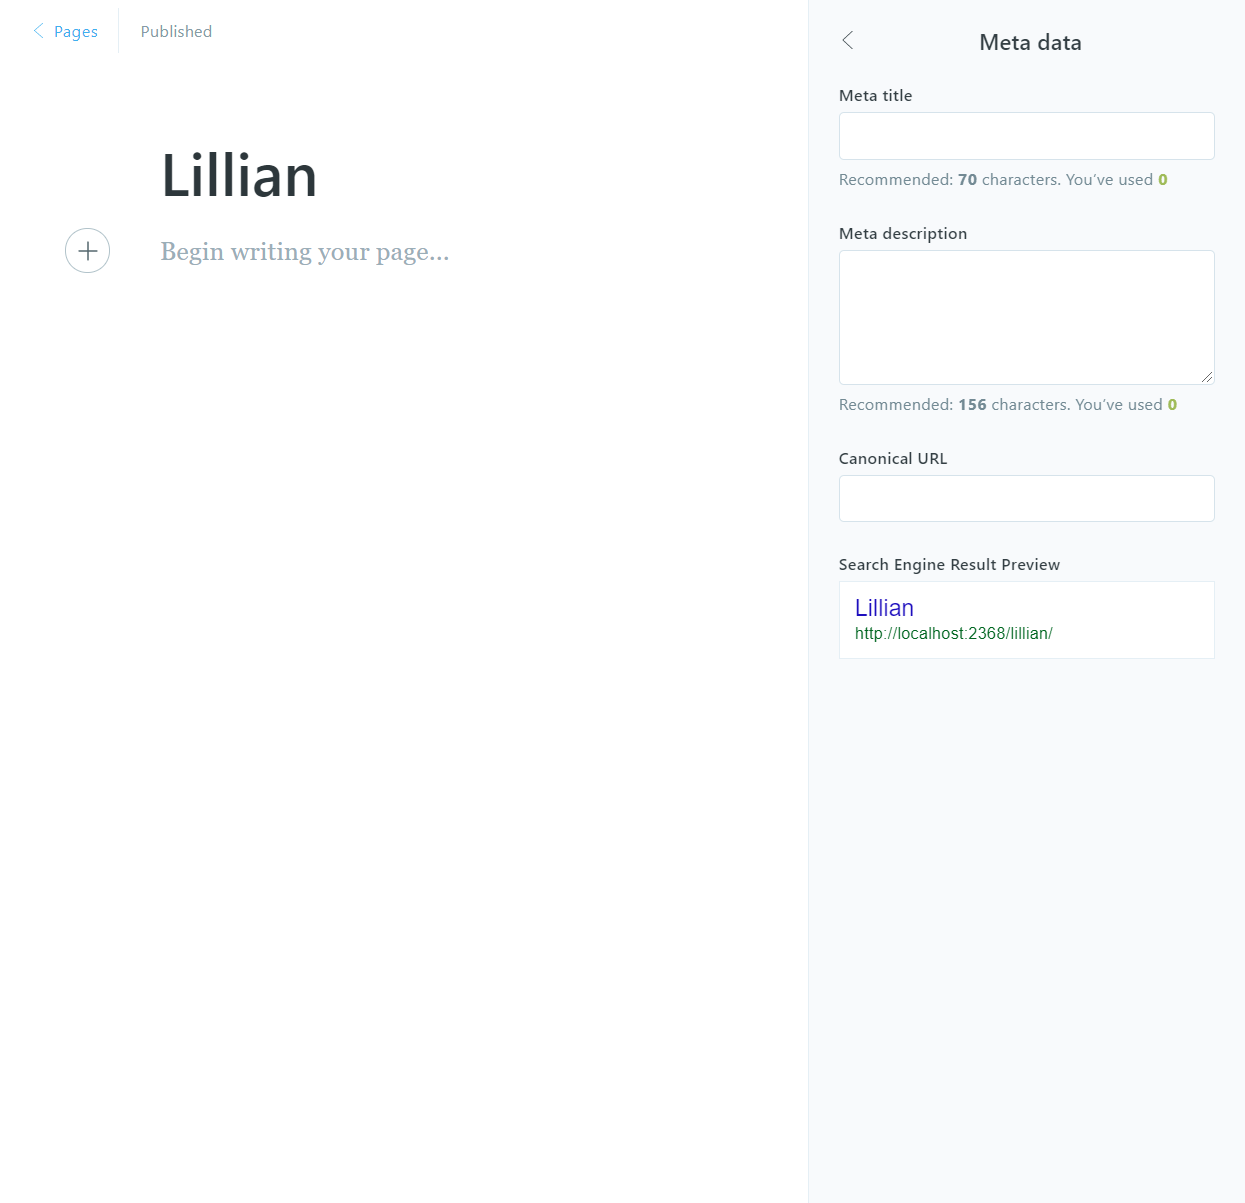 Pages
Published
Lillian
Begin writing your page...
Meta data
Meta title
Recommended: 70 characters. You’ve used 0
Meta description
Recommended: 156 characters. You’ve used 0
Canonical URL
Search Engine Result Preview
Lillian
http://localhost:2368/lillian/